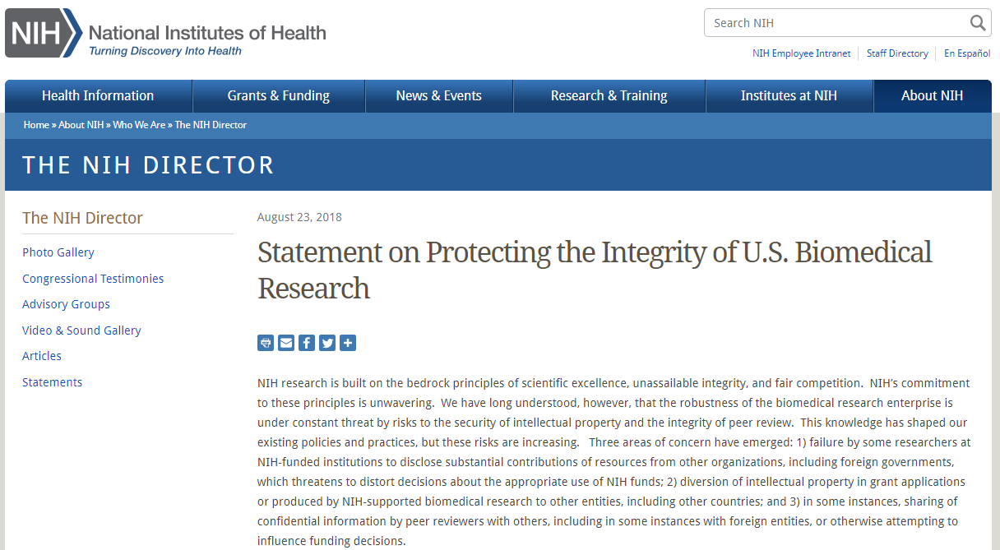 NIH
National Institutes of Health
Turning Discovery Into Health
Search NIH
NIH Employee Intranet
Staff Directory
En Español
Health Information
Grants & Funding
News & Events
Research & Training
Institutes at NIH
About NIH
Home » About NIH » Who We Are » The NIH Director
THE NIH DIRECTOR
The NIH Director
Photo Gallery
Congressional Testimonies
Advisory Groups
Video & Sound Gallery
Articles
Statements
August 23, 2018
Statement on Protecting the Integrity of U.S. Biomedical
Research
NIH research is built on the bedrock principles of scientific excellence, unassailable integrity, and fair competition.  NIH’s commitment
to these principles is unwavering.  We have long understood, however, that the robustness of the biomedical research enterprise is
under constant threat by risks to the security of intellectual property and the integrity of peer review.  This knowledge has shaped our
existing policies and practices, but these risks are increasing.   Three areas of concern have emerged: 1) failure by some researchers at
NIH-funded institutions to disclose substantial contributions of resources from other organizations, including foreign governments,
which threatens to distort decisions about the appropriate use of NIH funds; 2) diversion of intellectual property in grant applications
or produced by NIH-supported biomedical research to other entities, including other countries; and 3) in some instances, sharing of
confidential information by peer reviewers with others, including in some instances with foreign entities, or otherwise attempting to
influence funding decisions.